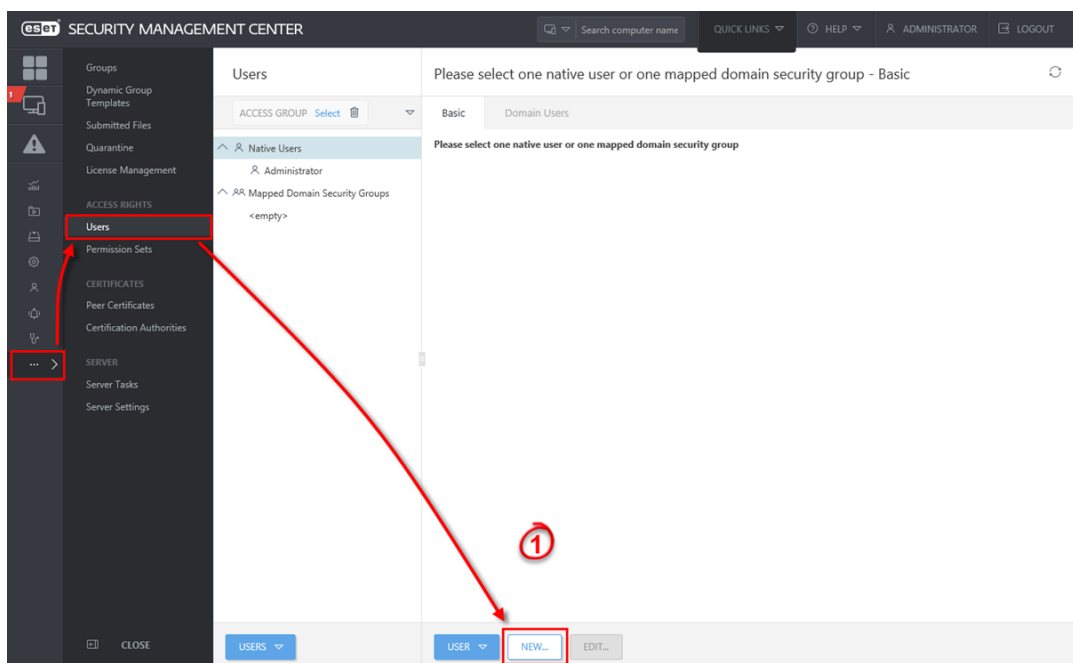 eset SECURITY MANAGEMENT CENTER
Search computer name
QUICK LINKS
HELP
ADMINISTRATOR
LOGOUT
1
Groups
Dynamic Group
Templates
Submitted Files
Quarantine
License Management
ACCESS RIGHTS
Users
Permission Sets
CERTIFICATES
Peer Certificates
Certification Authorities
SERVER
Server Tasks
Server Settings
CLOSE
Users
ACCESS GROUP Select
Native Users
Administrator
Mapped Domain Security Groups
<empty>
USERS
Please select one native user or one mapped domain security group - Basic
Basic
Domain Users
Please select one native user or one mapped domain security group
1
USER
NEW...
EDIT...